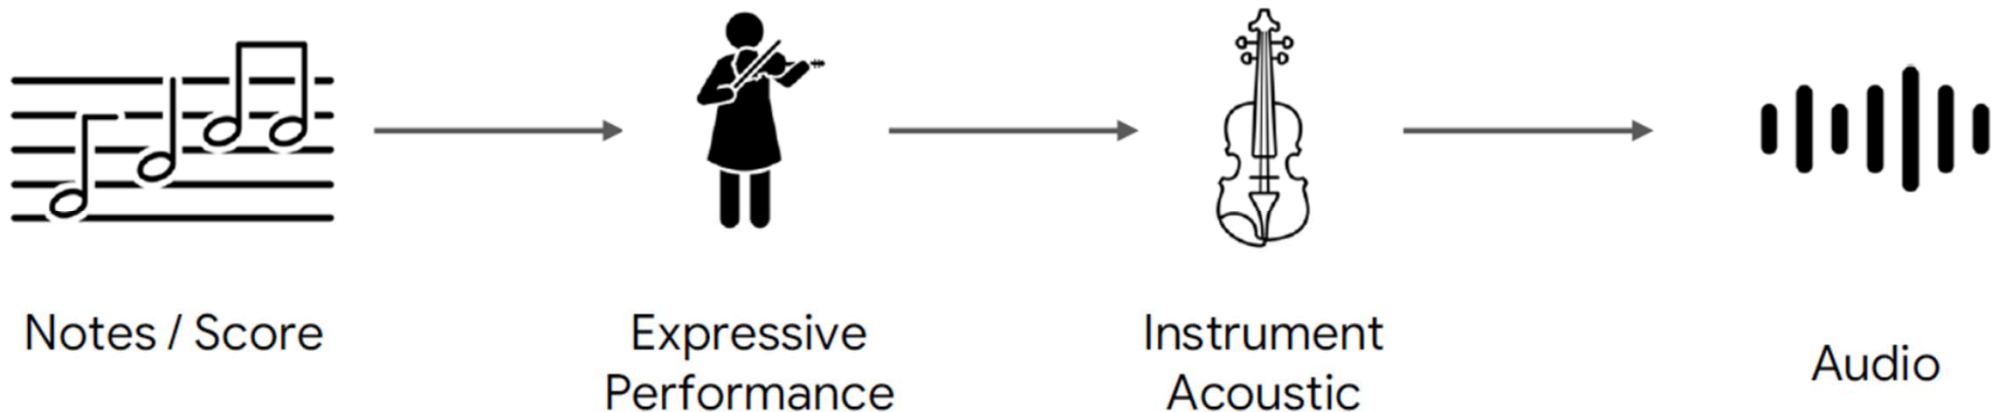 Notes / Score
Expressive
Performance
Instrument
Acoustic
Audio